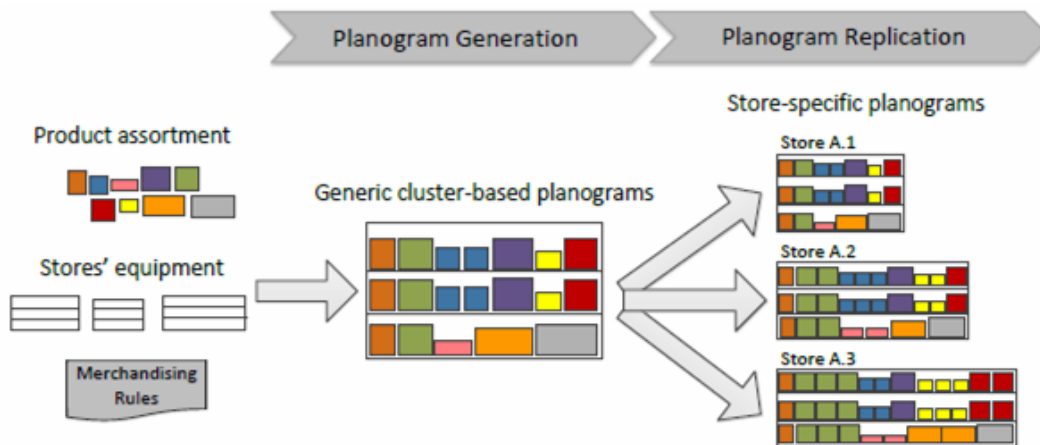 Planogram Generation
Planogram Replication
Product assortment
Stores' equipment
Merchandising
Rules
Generic cluster-based planograms
Store-specific planograms
Store A.1
Store A.2
Store A.3